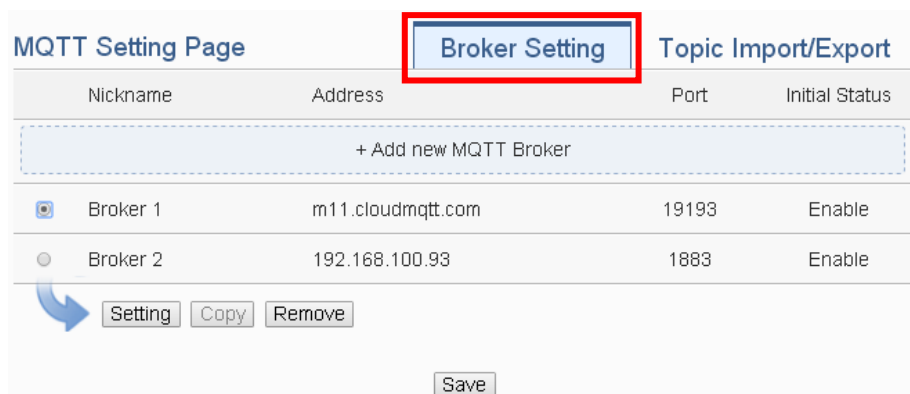 MQTT Setting Page Broker Setting Topic Import/Export
Nickname Address Port Initial Status
+ Add new MQTT Broker
Broker 1 m11.cloudmqtt.com 19193 Enable
Broker 2 192.168.100.93 1883 Enable
Setting Copy Remove
Save